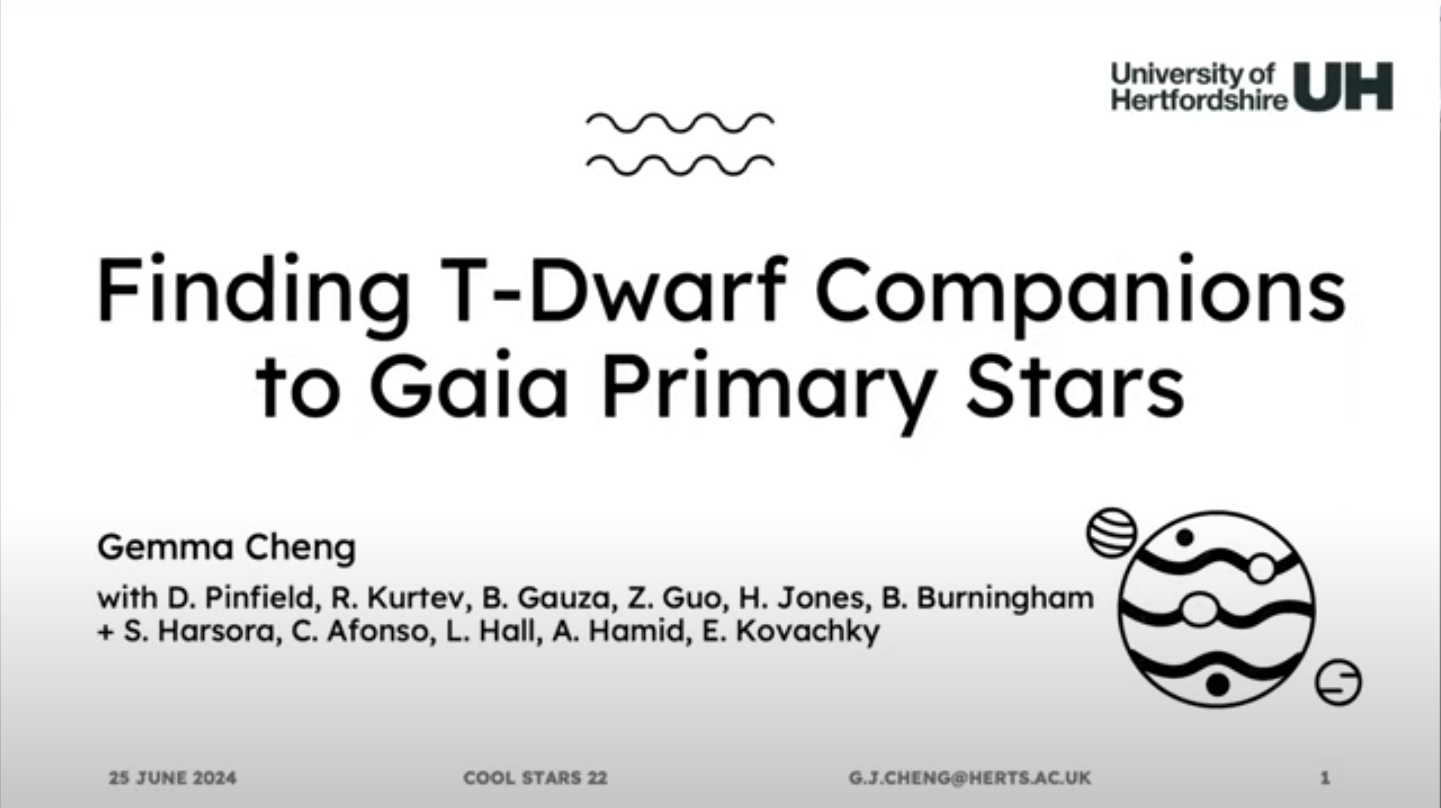 University of
Hertfordshire UH
Finding T-Dwarf Companions
to Gaia Primary Stars
Gemma Cheng
with D. Pinfield, R. Kurtev, B. Gauza, Z. Guo, H. Jones, B. Burningham
+ S. Harsora, C. Afonso, L. Hall, A. Hamid, E. Kovachky
25 JUNE 2024 COOL STARS 22 G.J.CHENG@HERTS.AC.UK 1